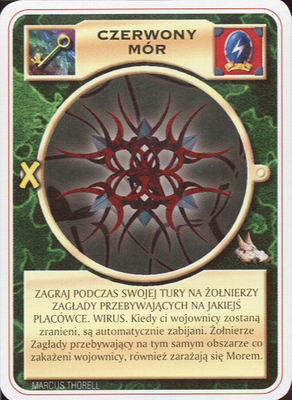 CZERWONY
MÓR
X
ZAGRAJ PODCZAS SWOJEJ TURY NA ŻOŁNIERZY
ZAGŁADY PRZEBYWAJĄCYCH NA JAKIEJŚ
PLACÓWCE. WIRUS. Kiedy ci wojownicy zostaną
zranieni, są automatycznie zabijani. Żołnierze
Zagłady przebywający na tym samym obszarze co
zakażeni wojownicy, również zarażają się Morem.
MARCUS THORELL